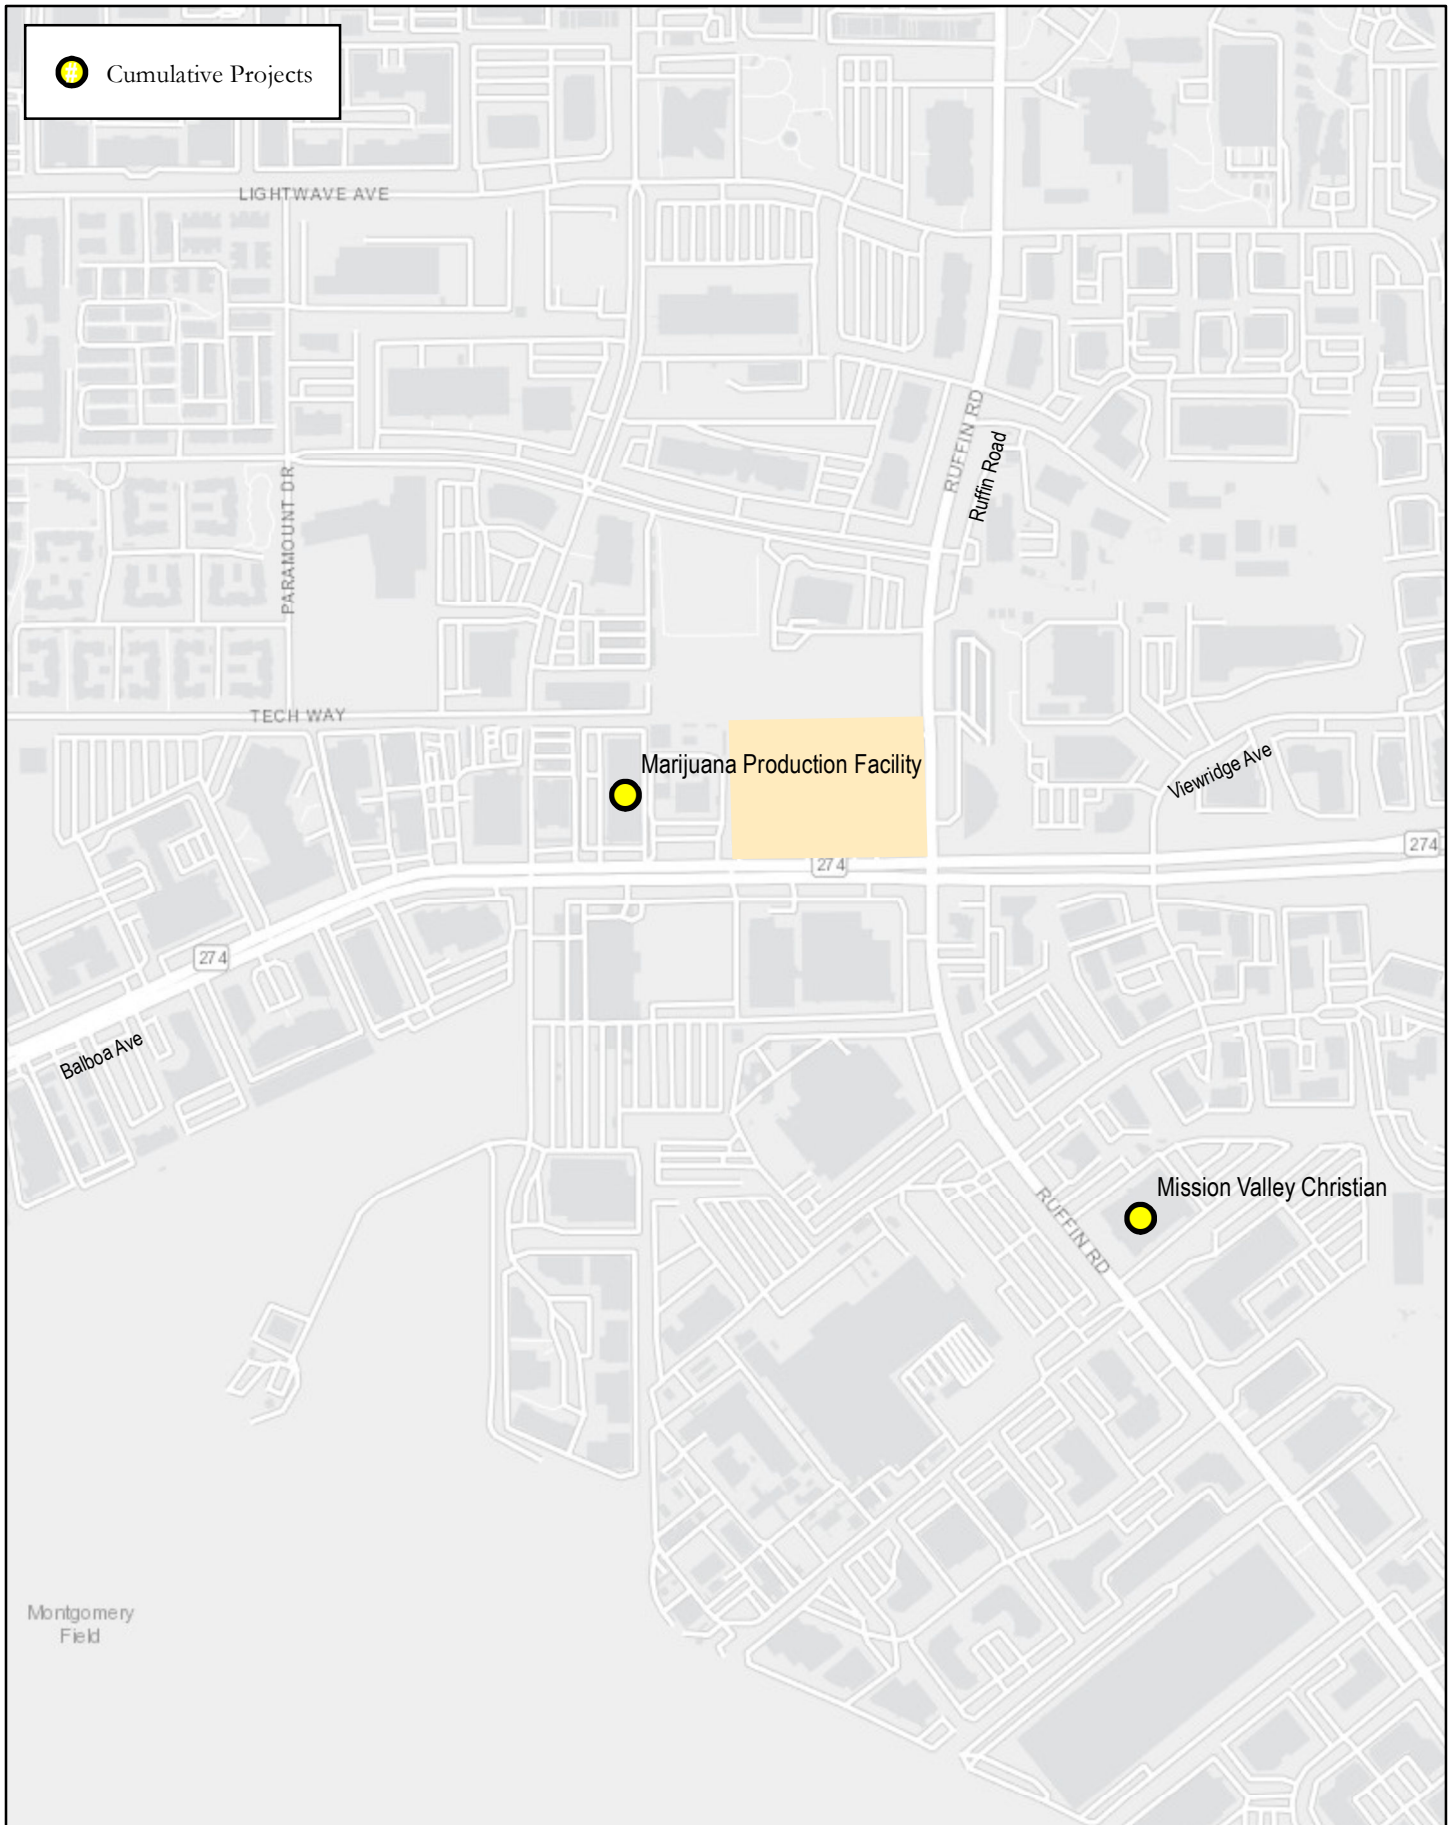 # Cumulative Projects
LIGHTWAVE AVE
RUFFIN RD
Ruffin Road
PARAMOUNT DR
TECH WAY
Marijuana Production Facility
Viewridge Ave
274
274
274
Balboa Ave
Mission Valley Christian
RUFFIN RD
Montgomery
Field